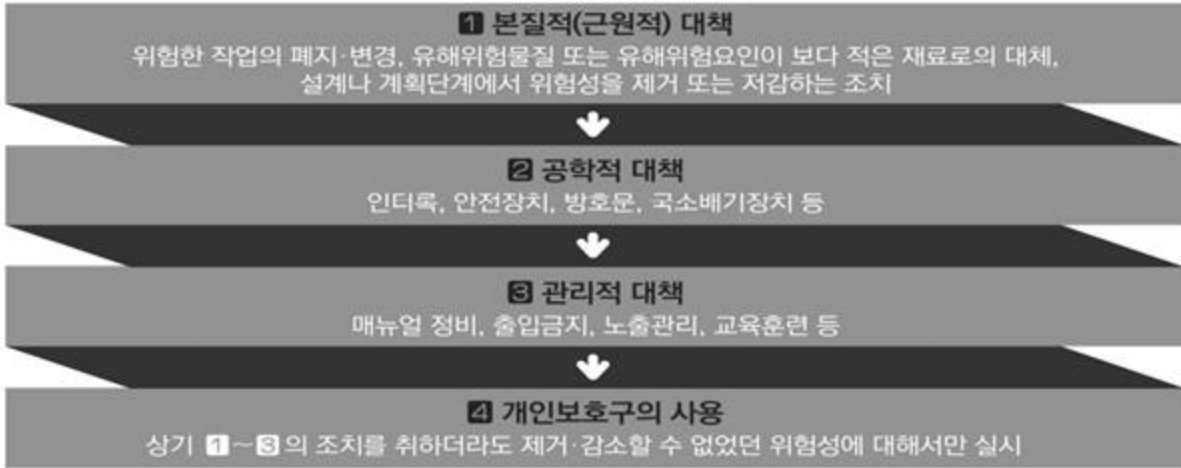 1 본질적(근원적) 대책
위험한 작업의 폐지·변경, 유해위험물질 또는 유해위험요인이 보다 적은 재료로의 대체,
설계나 계획단계에서 위험성을 제거 또는 저감하는 조치
2 공학적 대책
인터록, 안전장치, 방호문, 국소배기장치 등
3 관리적 대책
매뉴얼 정비, 출입금지, 노출관리, 교육훈련 등
4 개인보호구의 사용
상기 1~3의 조치를 취하더라도 제거·감소할 수 없었던 위험성에 대해서만 실시